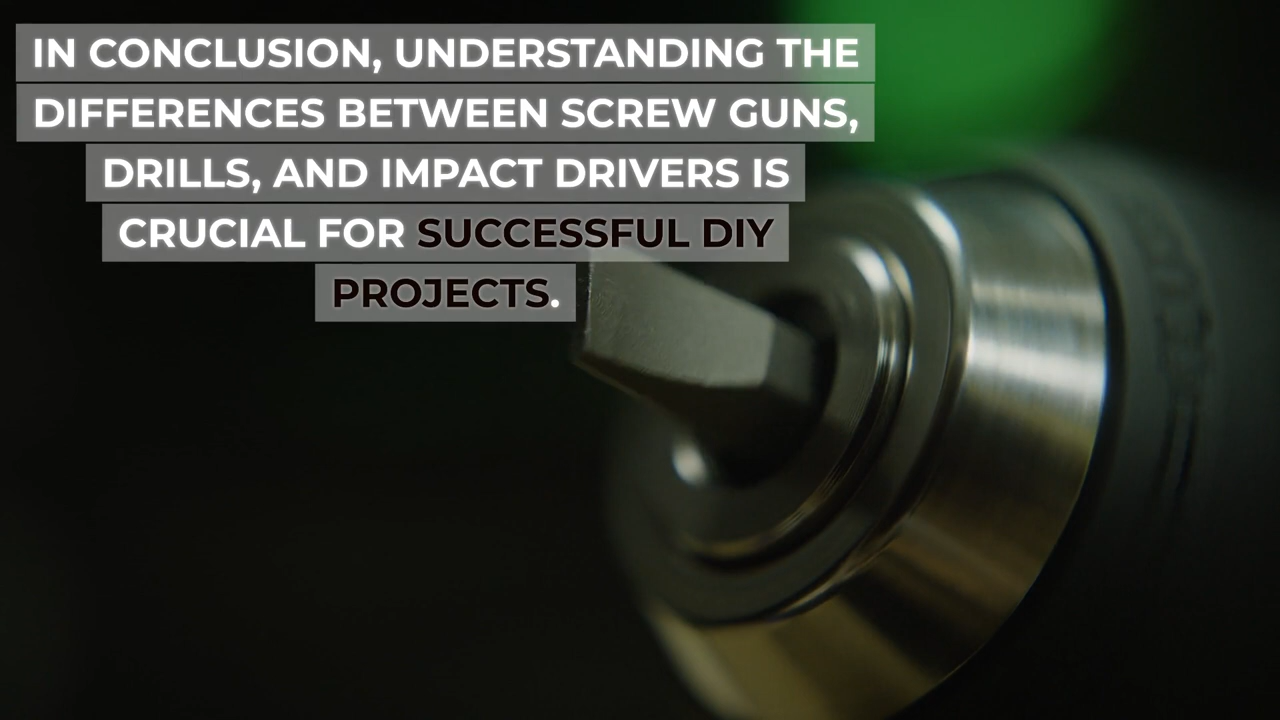 IN CONCLUSION, UNDERSTANDING THE
DIFFERENCES BETWEEN SCREW GUNS,
DRILLS, AND IMPACT DRIVERS IS
CRUCIAL FOR SUCCESSFUL DIY
PROJECTS.